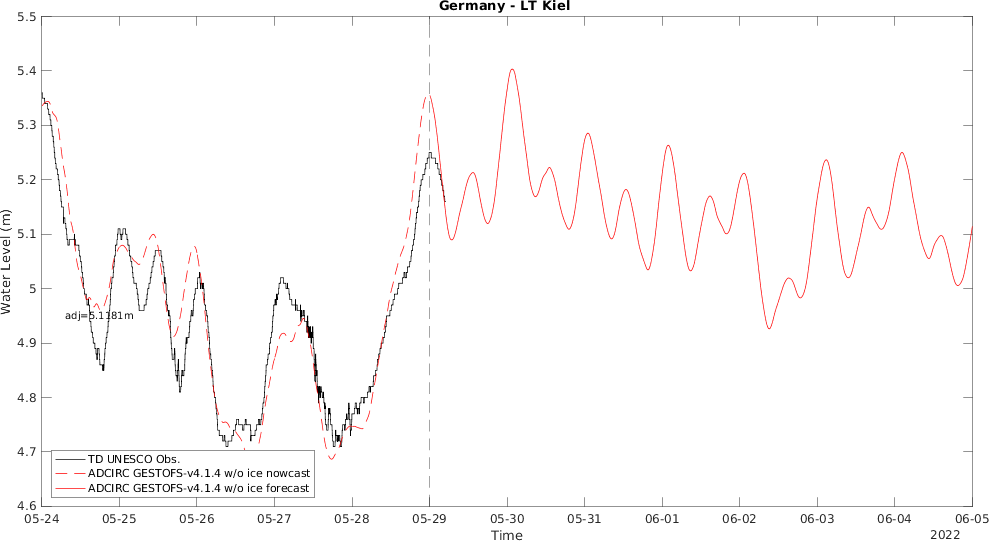 Germany - LT Kiel
5.5
5.4
5.3
5.2
5.1
5
4.9
4.8
4.7
4.6
Water Level (m)
adj=5.1181m
TD UNESCO Obs.
ADCIRC GESTOFS-v4.1.4 w/o ice nowcast
ADCIRC GESTOFS-v4.1.4 w/o ice forecast
05-24 05-25 05-26 05-27 05-28 05-29 05-30 05-31 06-01 06-02 06-03 06-04 06-05
Time
2022